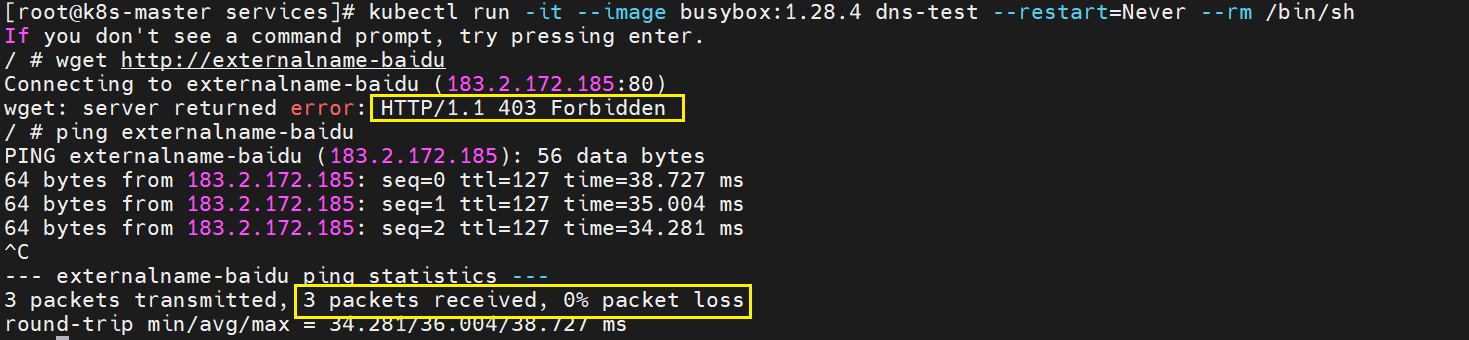 [root@k8s-master services]# kubectl run -it --image busybox:1.28.4 dns-test --restart=Never --rm /bin/sh
If you don't see a command prompt, try pressing enter.
/ # wget http://externalname-baidu
Connecting to externalname-baidu (183.2.172.185:80)
wget: server returned error: HTTP/1.1 403 Forbidden
/ # ping externalname-baidu
PING externalname-baidu (183.2.172.185): 56 data bytes
64 bytes from 183.2.172.185: seq=0 ttl=127 time=38.727 ms
64 bytes from 183.2.172.185: seq=1 ttl=127 time=35.004 ms
64 bytes from 183.2.172.185: seq=2 ttl=127 time=34.281 ms
^C
--- externalname-baidu ping statistics ---
3 packets transmitted, 3 packets received, 0% packet loss
round-trip min/avg/max = 34.281/36.004/38.727 ms